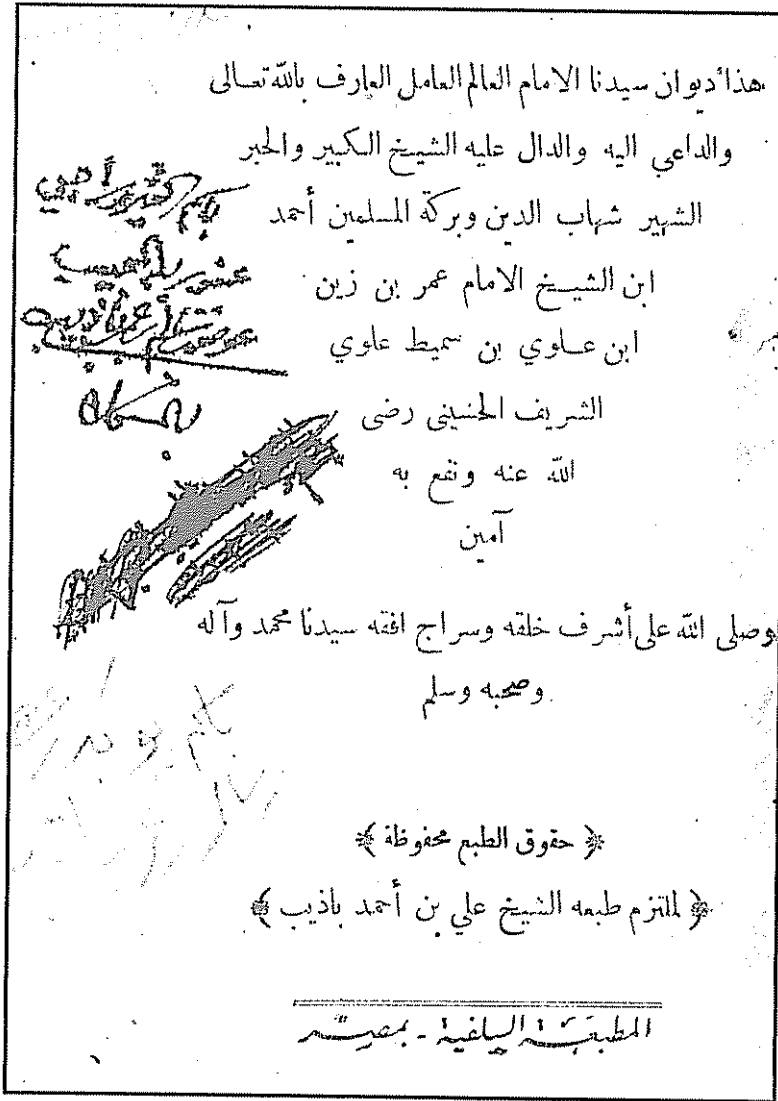 هذا ديوان سيدنا الامام العالم العامل العارف بالله تعالى
والداعي اليه والدال عليه الشيخ الكبير والحبر
الشهير شهاب الدين وبركة المسلمين أحمد
ابن الشيخ الامام عمر بن زين
ابن علوي بن سميط علوي
الشريف الحسيني رضى
الله عنه ونفع به
آمين
وصلى الله على أشرف خلقه وسراج افقه سيدنا محمد وآله
وصحبه وسلم
﴿ حقوق الطبع محفوظة ﴾
﴿ لملتزم طبعه الشيخ علي بن أحمد باذيب ﴾
المطبعة السلفية - بمصر